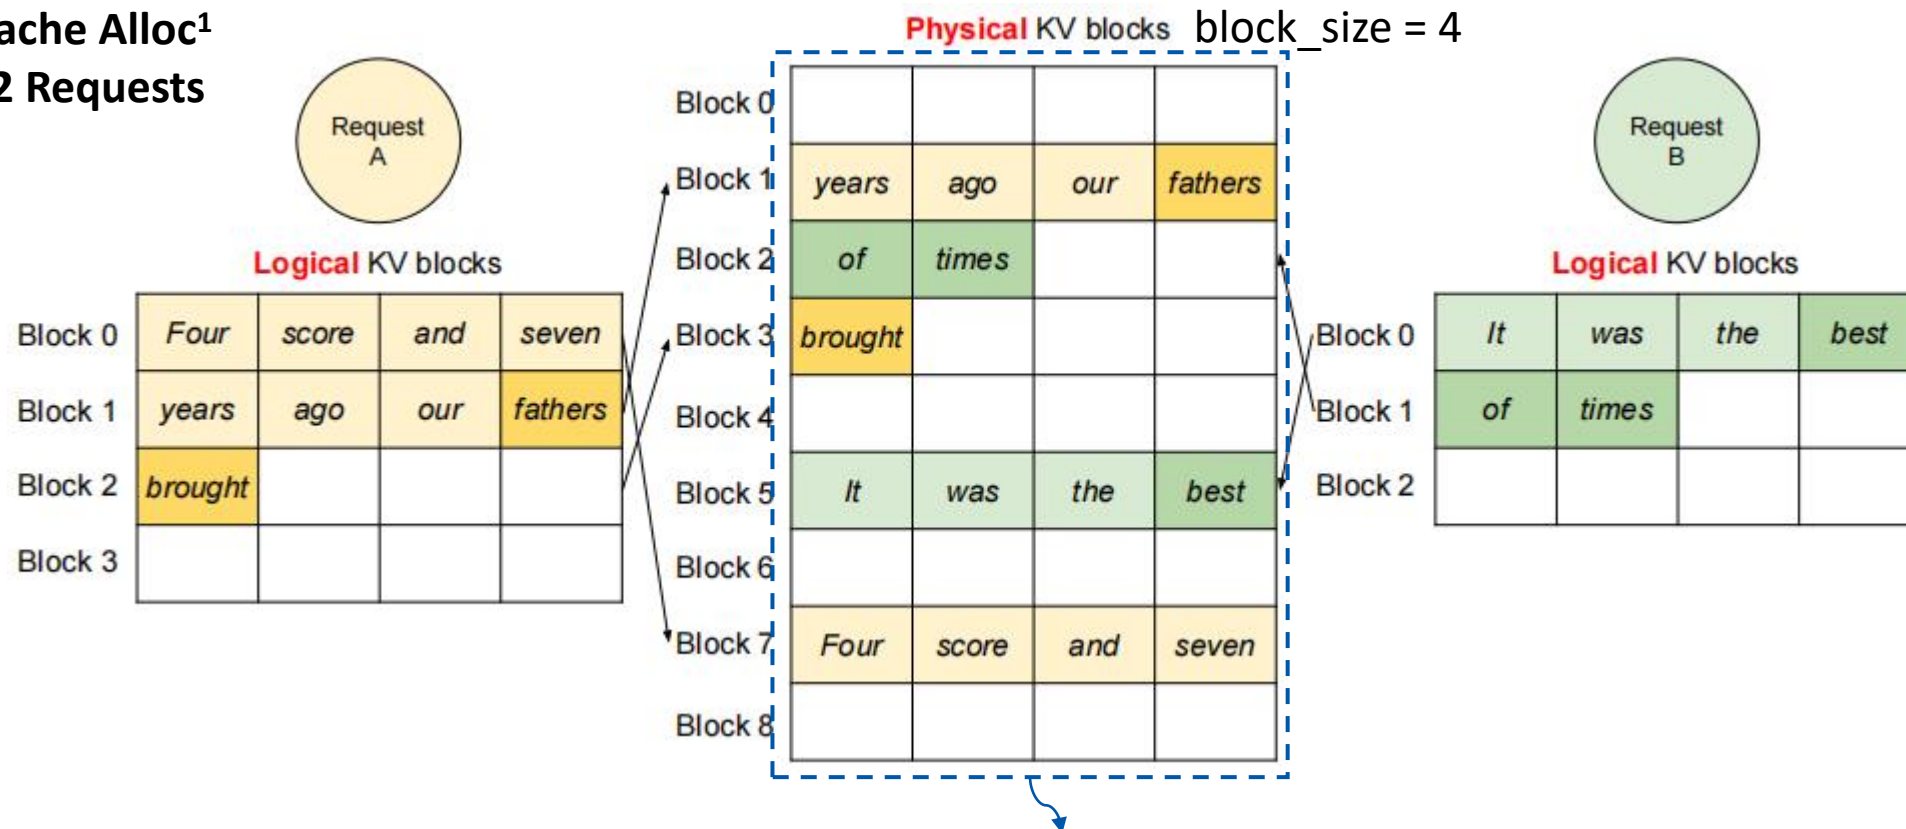 ache Alloc¹
2 Requests
Request
A
Logical KV blocks
Block 0 Four score and seven
Block 1 years ago our fathers
Block 2 brought
Block 3
Physical KV blocks block_size = 4
Block 0
Block 1 years ago our fathers
Block 2 of times
Block 3 brought
Block 4
Block 5 It was the best
Block 6
Block 7 Four score and seven
Block 8
Request
B
Logical KV blocks
Block 0 It was the best
Block 1 of times
Block 2